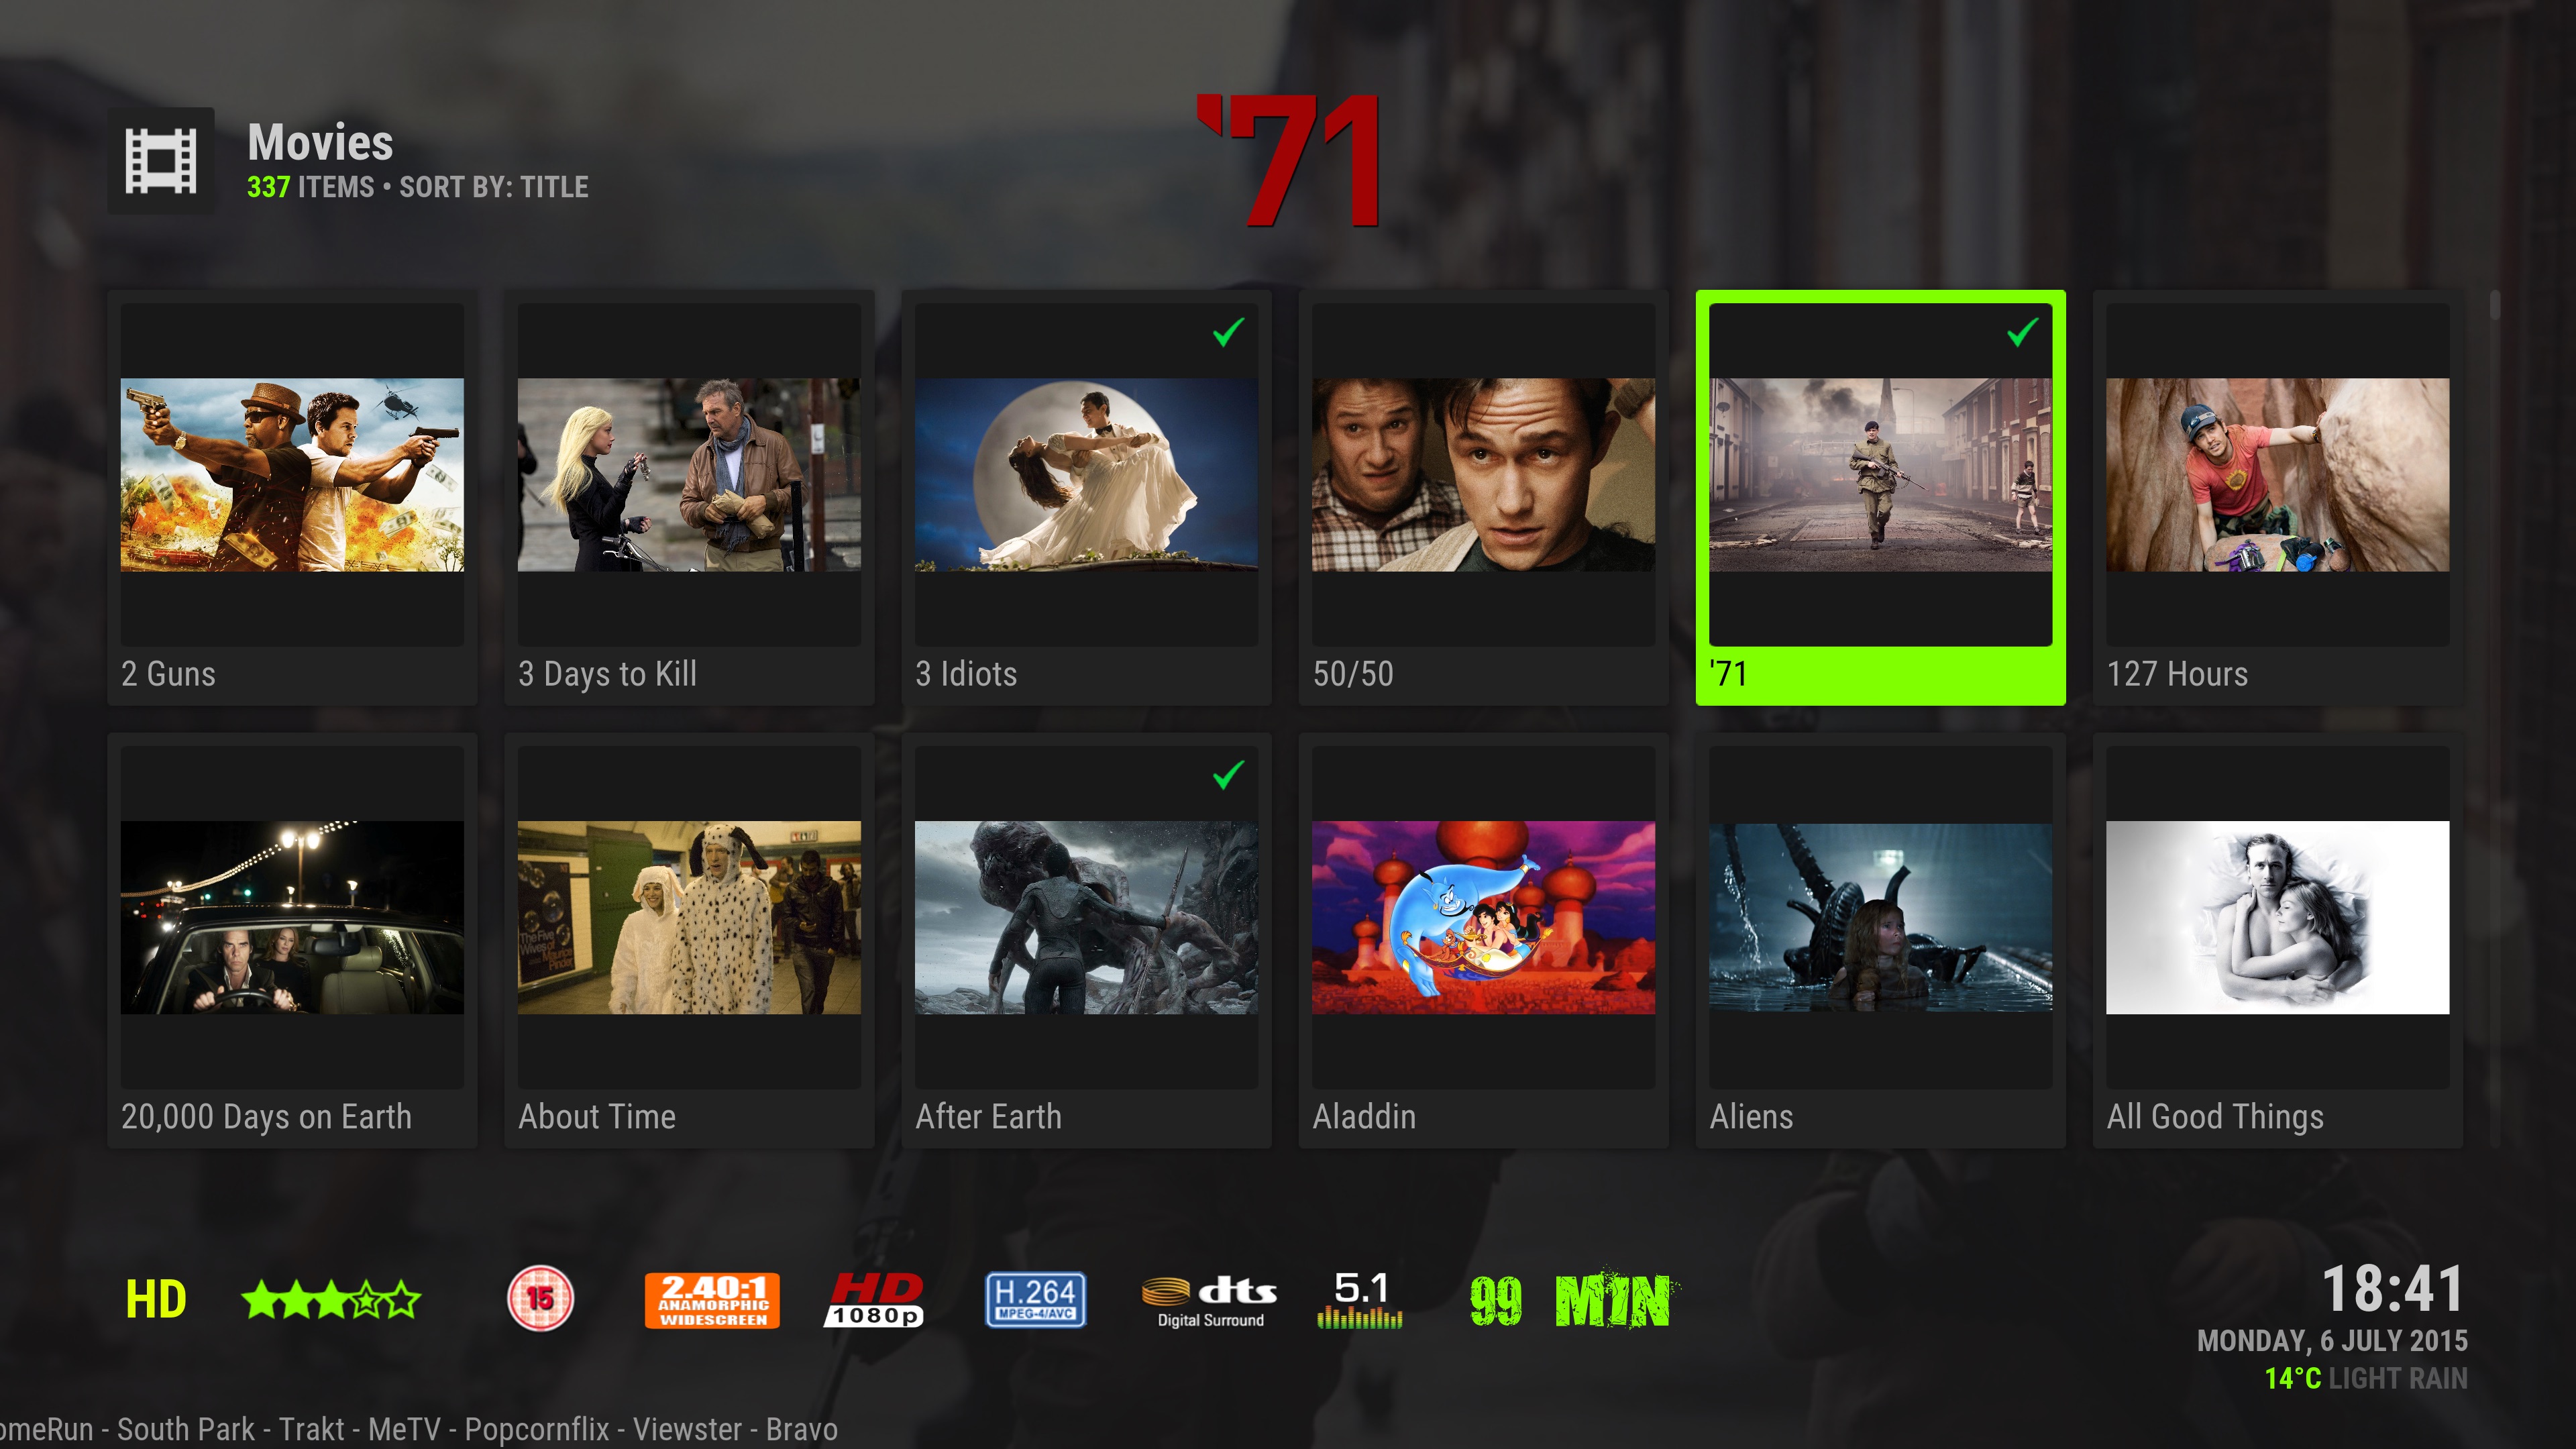 Movies
337 ITEMS • SORT BY: TITLE
'71
2 Guns
3 Days to Kill
3 Idiots
50/50
'71
127 Hours
20,000 Days on Earth
About Time
After Earth
Aladdin
Aliens
All Good Things
HD
15
2.40:1
ANAMORPHIC
WIDESCREEN
HD
1080p
H.264
MPEG-4/AVC
dts
Digital Surround
5.1
99 MIN
18:41
MONDAY, 6 JULY 2015
14°C LIGHT RAIN
omeRun - South Park - Trakt - MeTV - Popcornflix - Viewster - Bravo